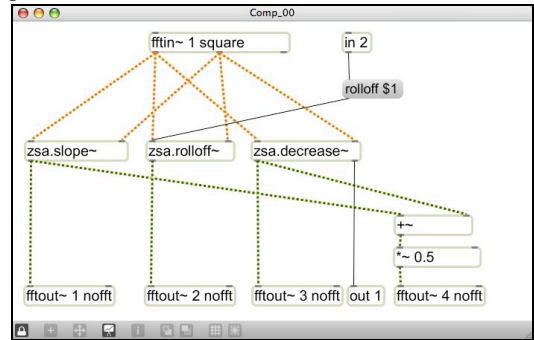 Comp_00
fftin~ 1 square
in 2
rolloff $1
zsa.slope~
zsa.rolloff~
zsa.decrease~
+~
*~ 0.5
fftout~ 1 nofft
fftout~ 2 nofft
fftout~ 3 nofft
out 1
fftout~ 4 nofft